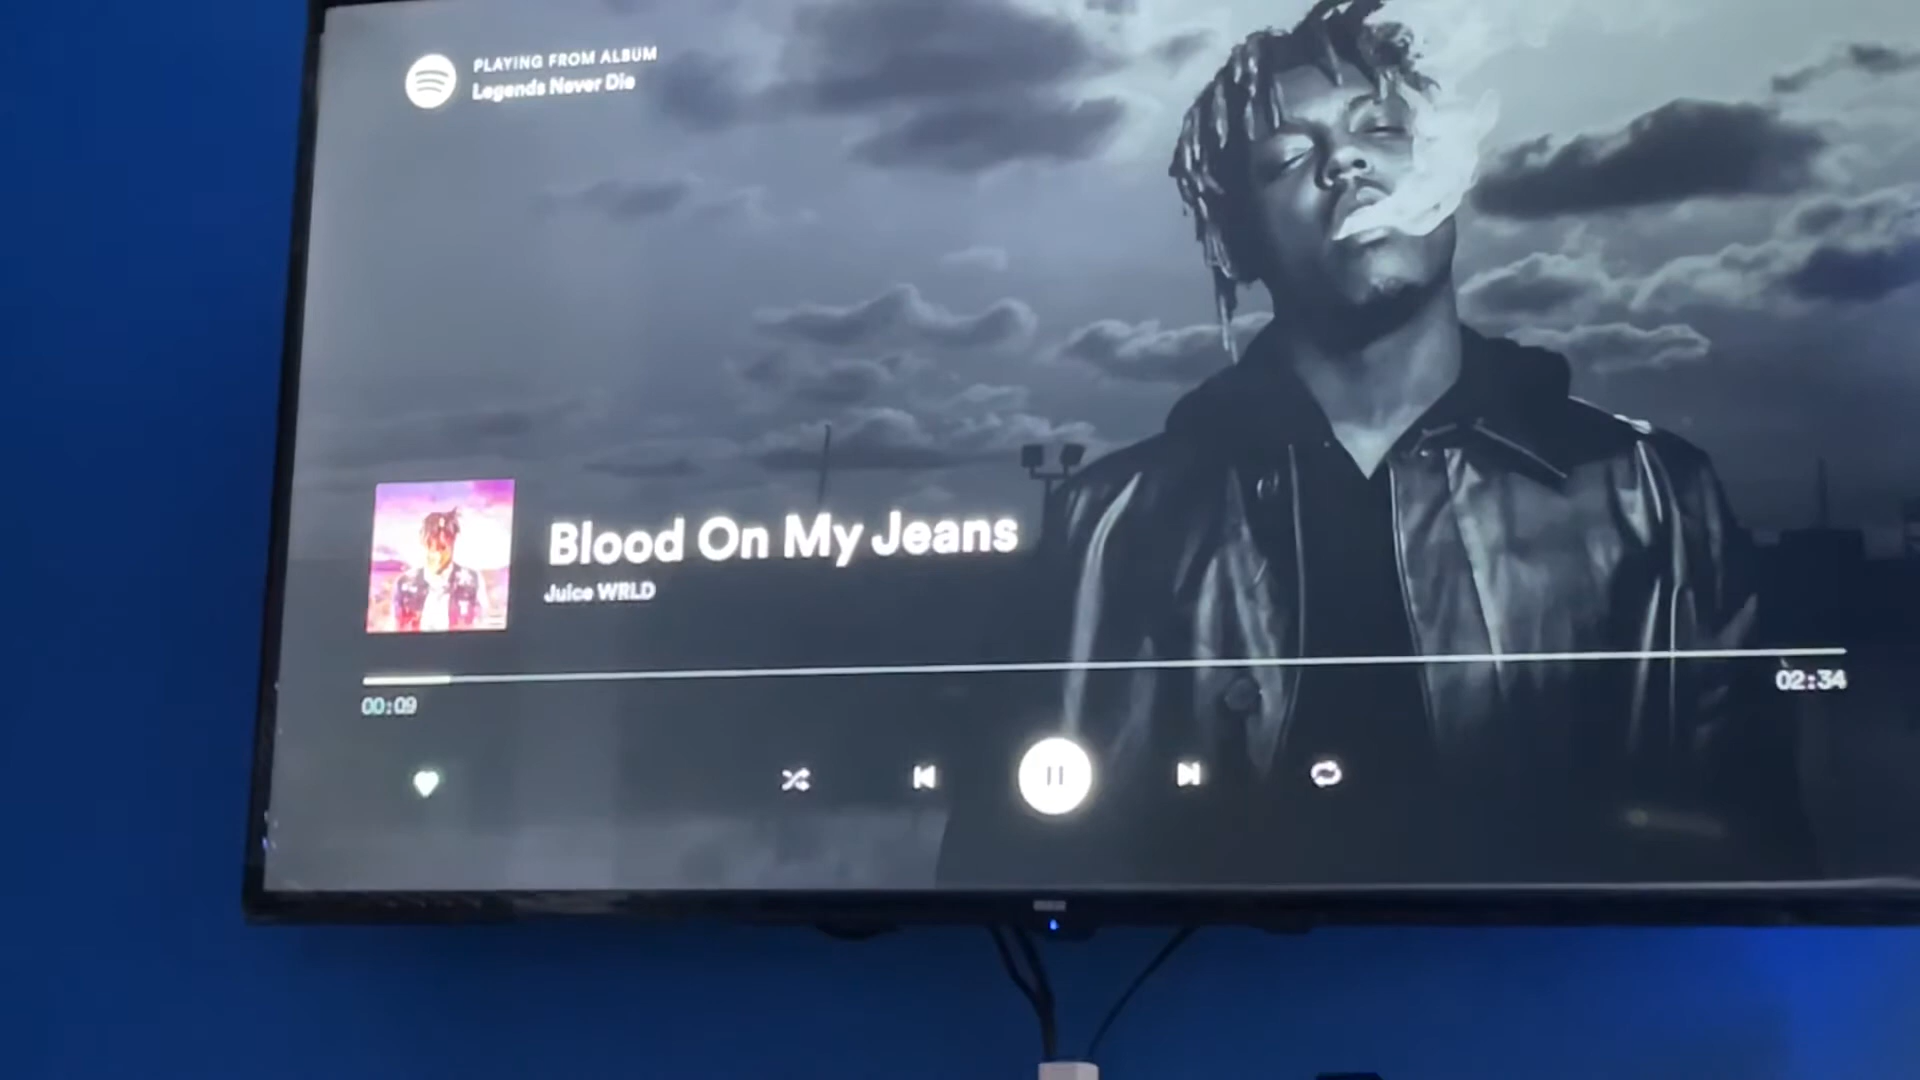 PLAYING FROM ALBUM
Legends Never Die
Blood On My Jeans
Juice WRLD
00:09
02:34